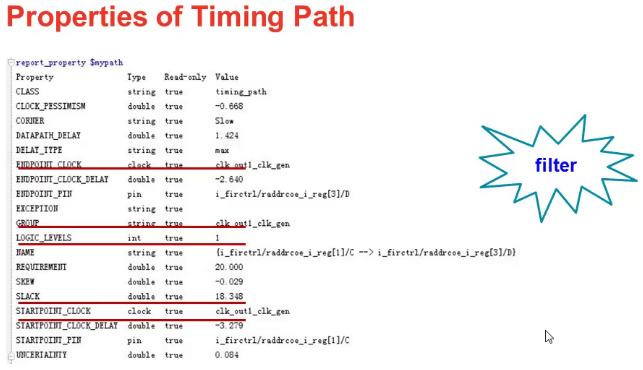 Properties of Timing Path
report_property $mypath
Property Type Read-only Value
CLASS string true timing_path
CLOCK_PESSIMISM double true -0.668
CORNER string true Slow
DATAPATH_DELAY double true 1.424
DELAY_TYPE string true max
ENDPOINT_CLOCK clock true clk_out1_clk_gen
ENDPOINT_CLOCK_DELAY double true -2.640
ENDPOINT_PIN pin true i_firctrl/raddrcoe_i_reg[3]/D
EXCEPTION string true
GROUP string true clk_out1_clk_gen
LOGIC_LEVELS int true 1
NAME string true {i_firctrl/raddrcoe_i_reg[1]/C --> i_firctrl/raddrcoe_i_reg[3]/D}
REQUIREMENT double true 20.000
SKEW double true -0.029
SLACK double true 18.348
STARTPOINT_CLOCK clock true clk_out1_clk_gen
STARTPOINT_CLOCK_DELAY double true -3.279
STARTPOINT_PIN pin true i_firctrl/raddrcoe_i_reg[1]/C
UNCERTAINTY double true 0.084
filter